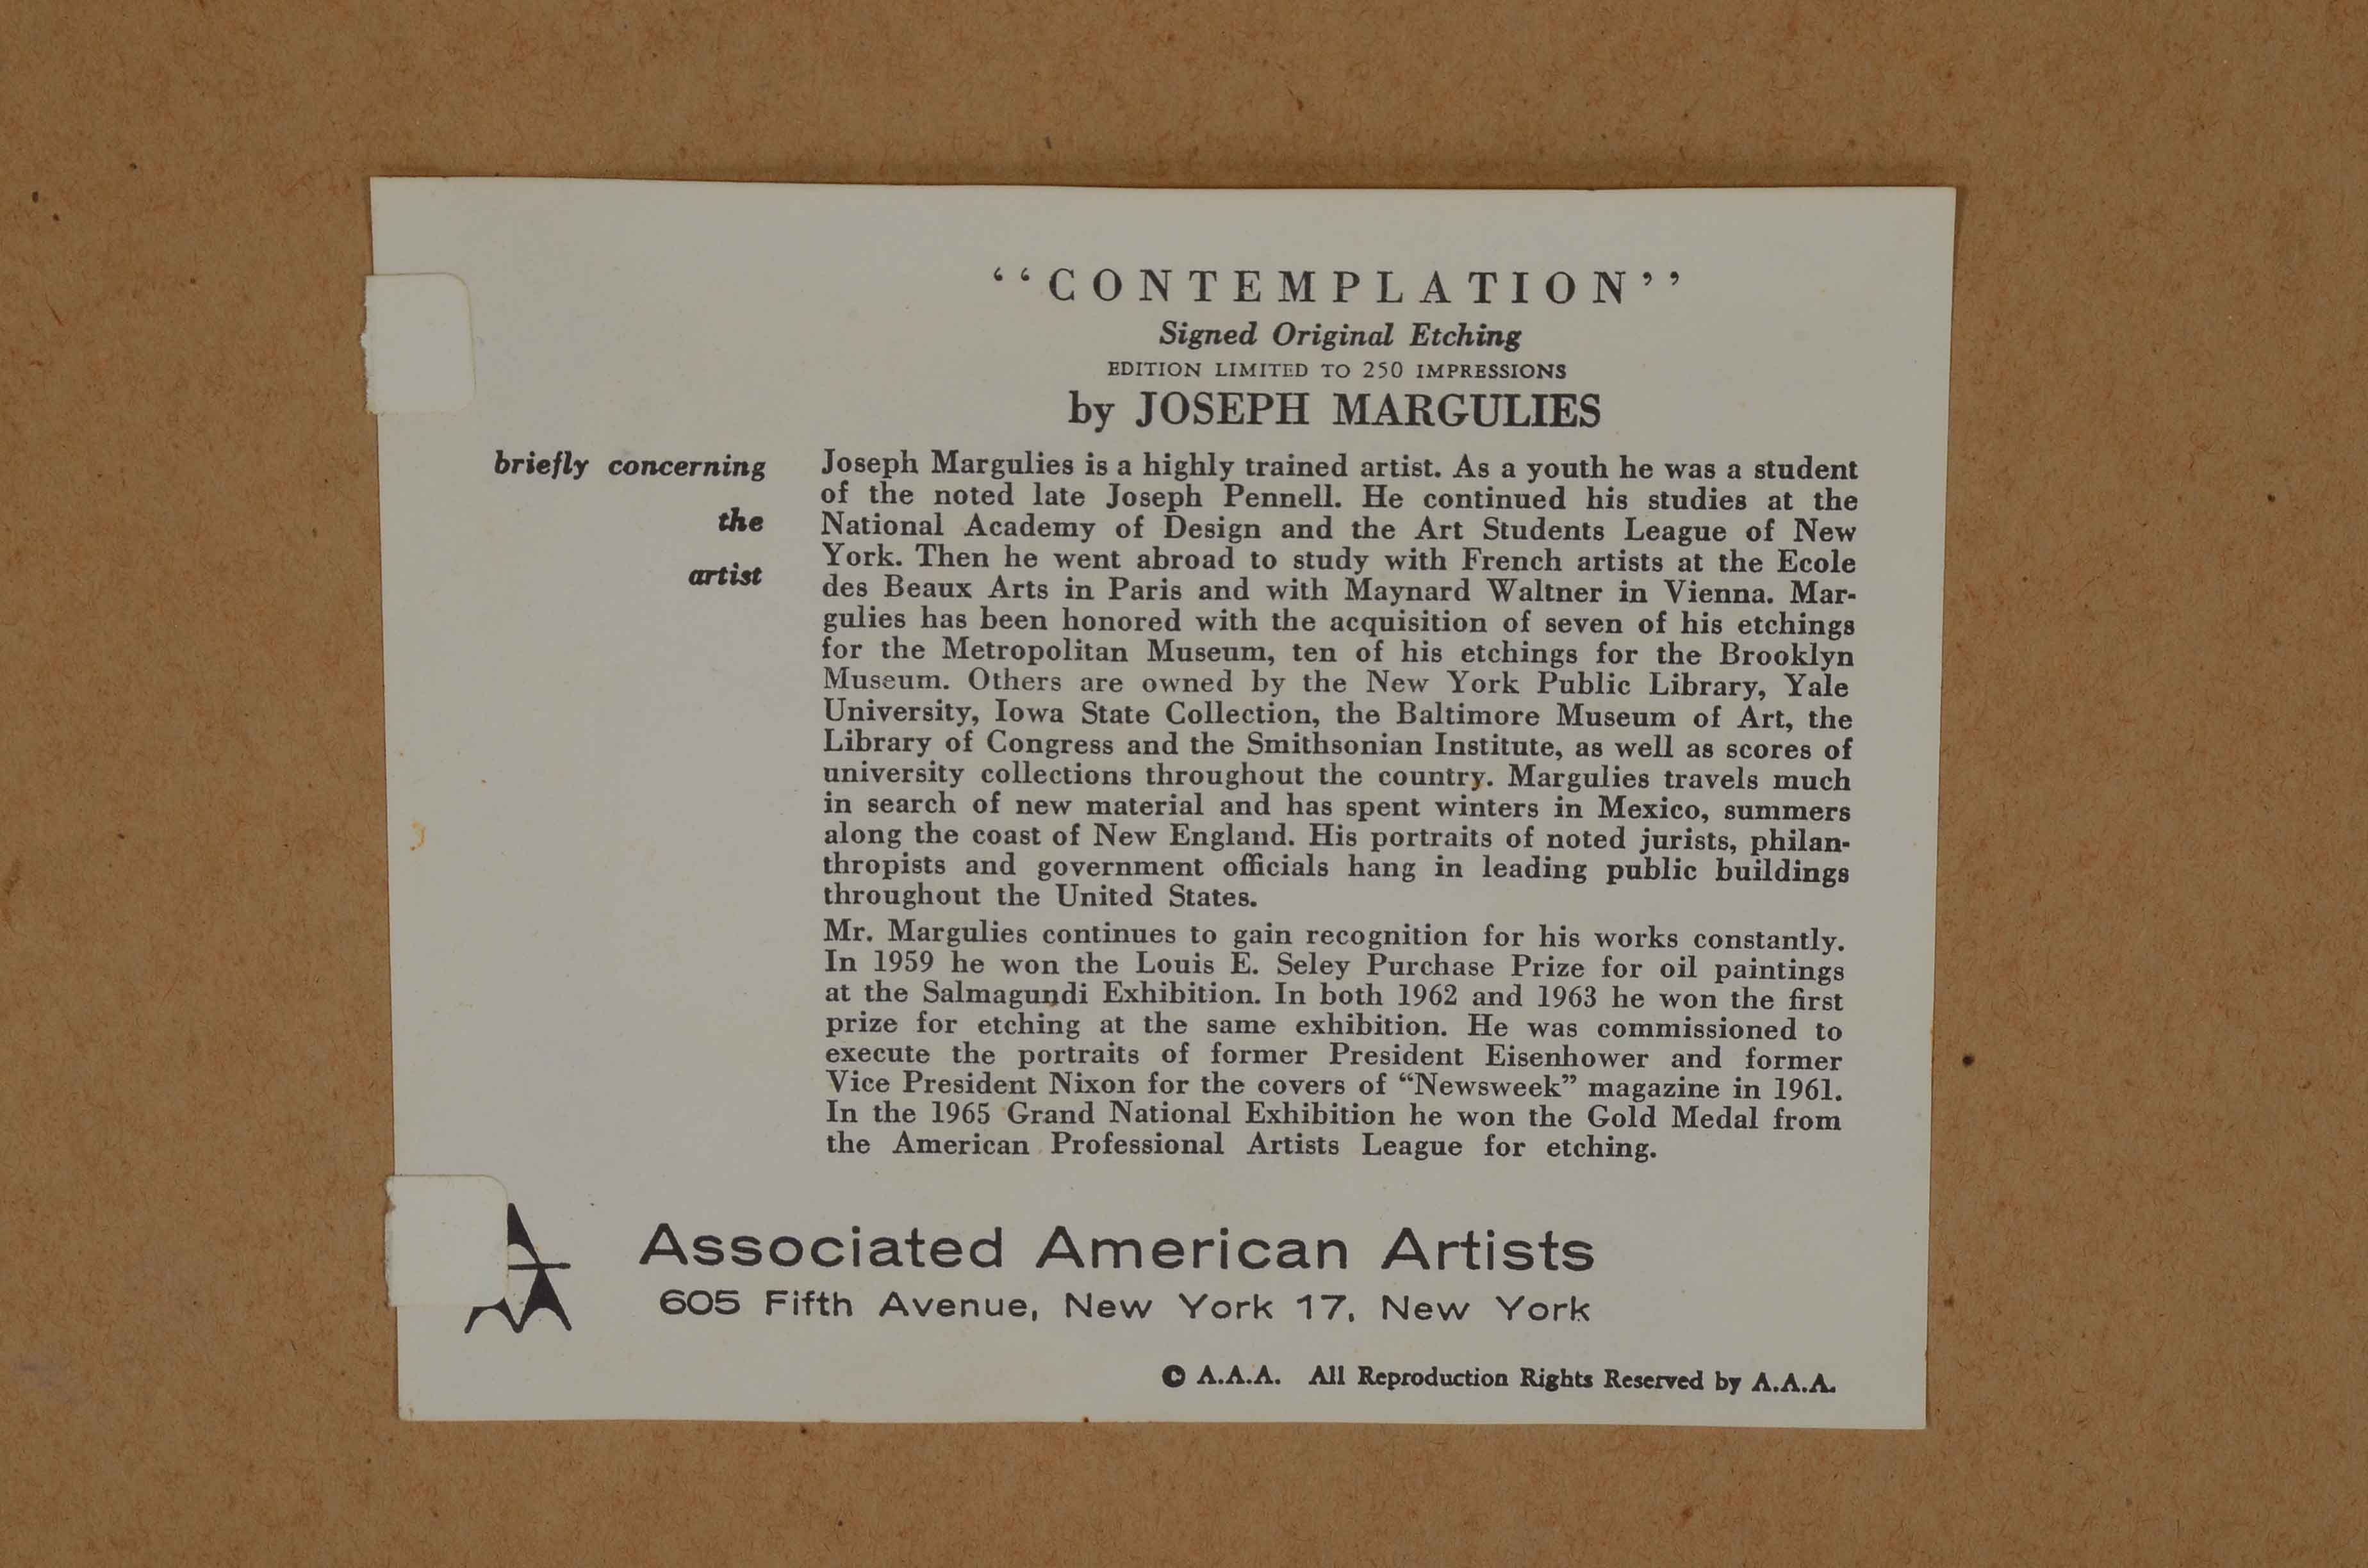 ‘‘CONTEMPLATION’’
Signed Original Etching
EDITION LIMITED TO 250 IMPRESSIONS
by JOSEPH MARGULIES
briefly concerning
the
artist
Joseph Margulies is a highly trained artist. As a youth he was a student
of the noted late Joseph Pennell. He continued his studies at the
National Academy of Design and the Art Students League of New
York. Then he went abroad to study with French artists at the Ecole
des Beaux Arts in Paris and with Maynard Waltner in Vienna. Mar-
gulies has been honored with the acquisition of seven of his etchings
for the Metropolitan Museum, ten of his etchings for the Brooklyn
Museum. Others are owned by the New York Public Library, Yale
University, Iowa State Collection, the Baltimore Museum of Art, the
Library of Congress and the Smithsonian Institute, as well as scores of
university collections throughout the country. Margulies travels much
in search of new material and has spent winters in Mexico, summers
along the coast of New England. His portraits of noted jurists, philan-
thropists and government officials hang in leading public buildings
throughout the United States.
Mr. Margulies continues to gain recognition for his works constantly.
In 1959 he won the Louis E. Seley Purchase Prize for oil paintings
at the Salmagundi Exhibition. In both 1962 and 1963 he won the first
prize for etching at the same exhibition. He was commissioned to
execute the portraits of former President Eisenhower and former
Vice President Nixon for the covers of “Newsweek” magazine in 1961.
In the 1965 Grand National Exhibition he won the Gold Medal from
the American Professional Artists League for etching.
Associated American Artists
605 Fifth Avenue, New York 17, New York
© A.A.A. All Reproduction Rights Reserved by A.A.A.